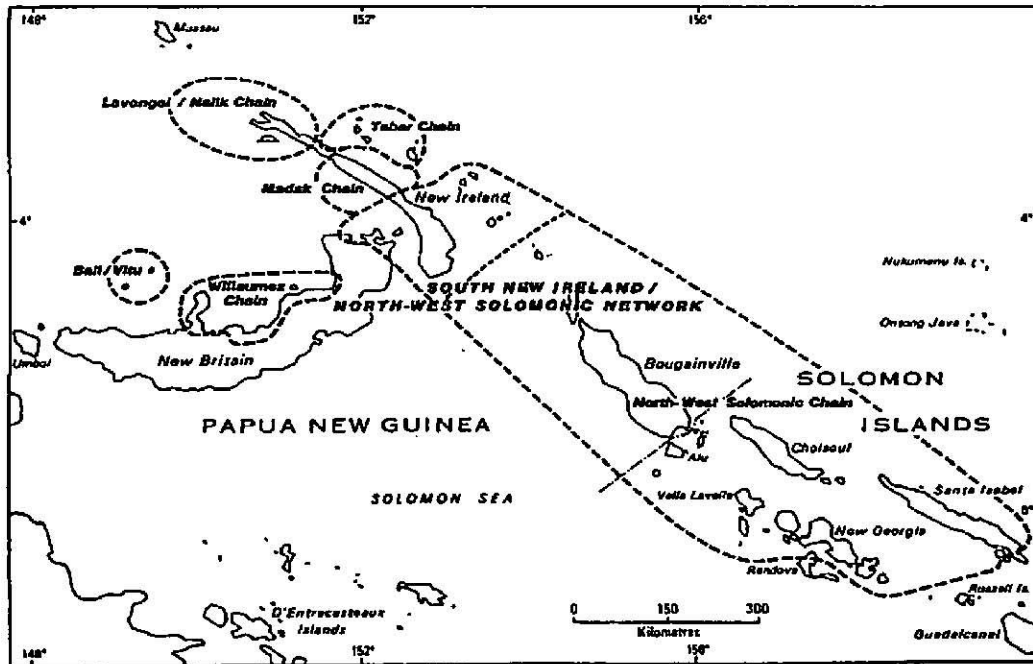 148°
152°
156°
Mussau
Lavongai / Nalik Chain
Tabar Chain
Madak Chain
New Ireland
4°
4°
Nukumanu Is.
Bali/Vitu
Willaumez
Chain
SOUTH NEW IRELAND /
NORTH-WEST SOLOMONIC NETWORK
Ontong Java
Umboi
New Britain
Bougainville
SOLOMON
ISLANDS
North-West Solomonic Chain
PAPUA NEW GUINEA
Alu
Choiseul
SOLOMON SEA
Santa Isabel
Vella Lavella
8°
New Georgia
Rendova
Russell Is.
0 150 300
Kilometres
D'Entrecasteaux
Islands
Guadalcanal
148°
152°
156°